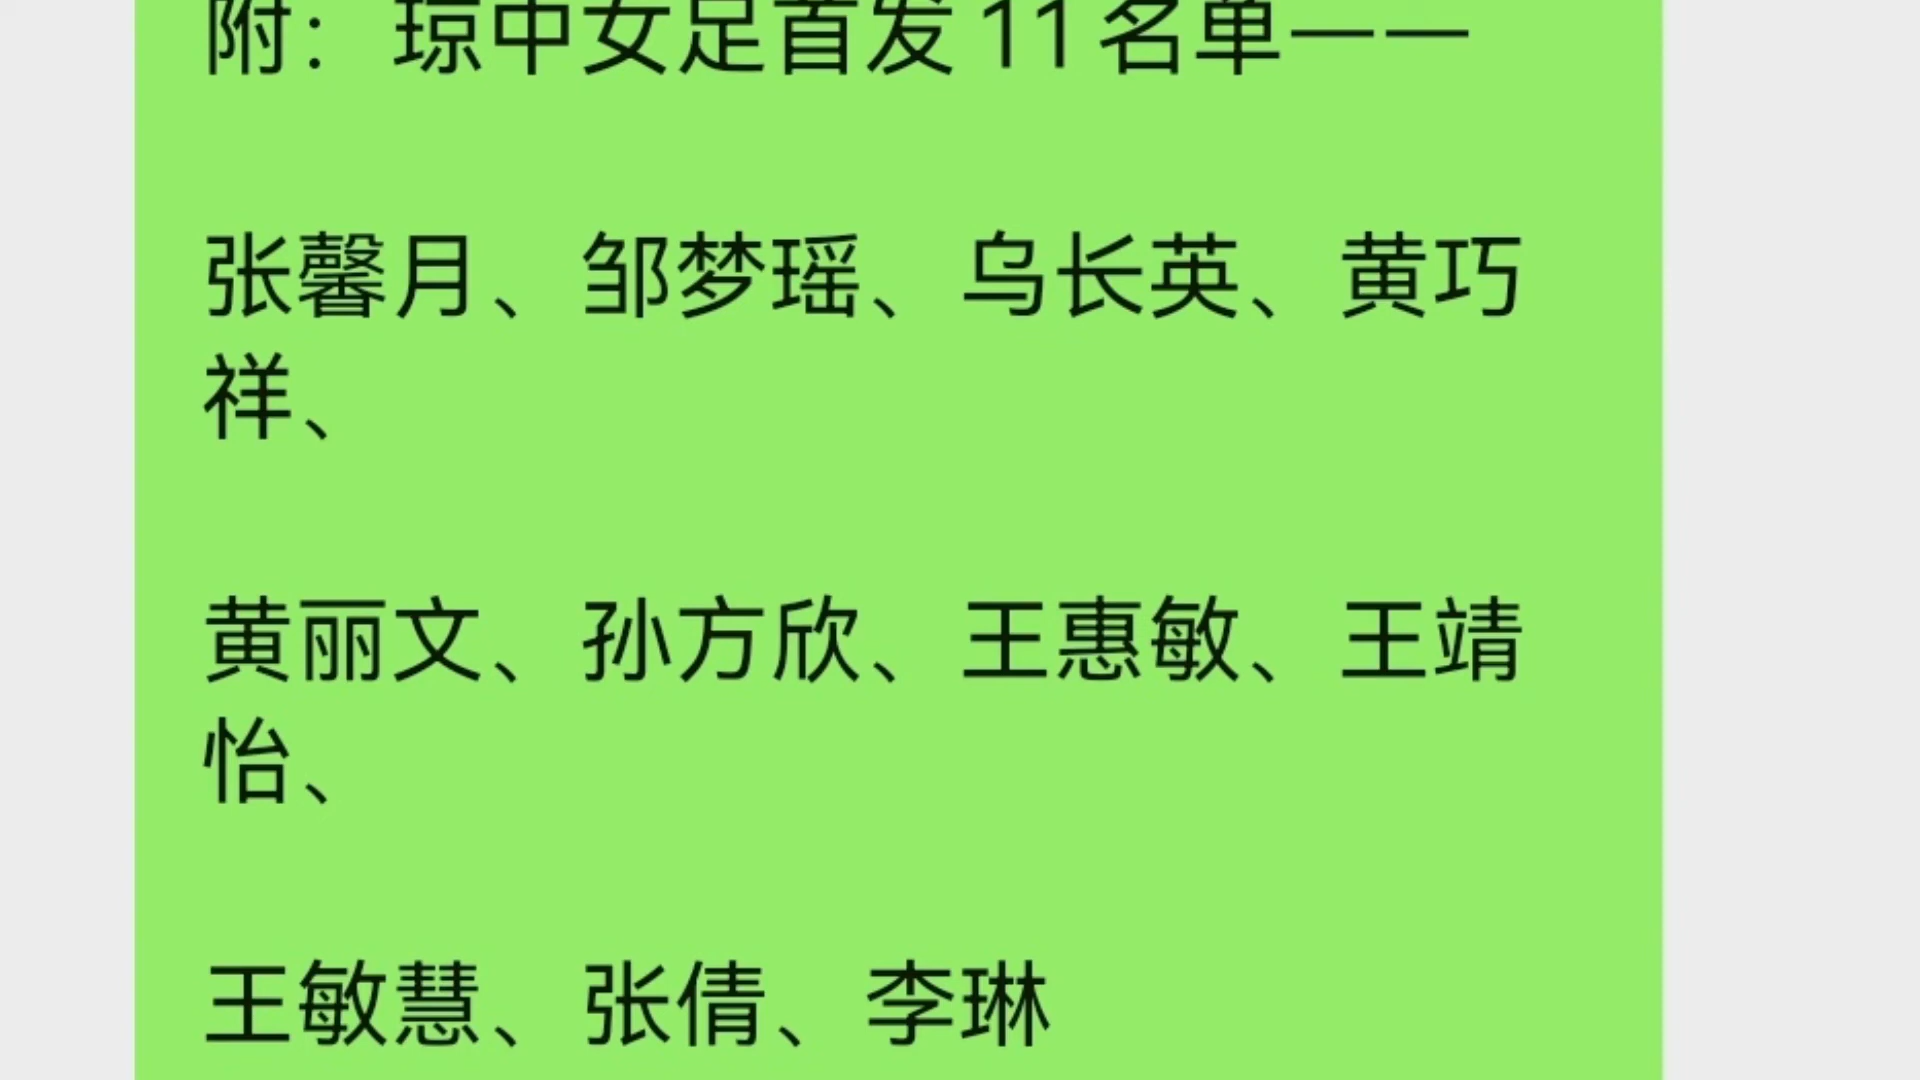 附：琼中女足首发11名单——
张馨月、邹梦瑶、乌长英、黄巧
祥、
黄丽文、孙方欣、王惠敏、王靖
怡、
王敏慧、张倩、李琳